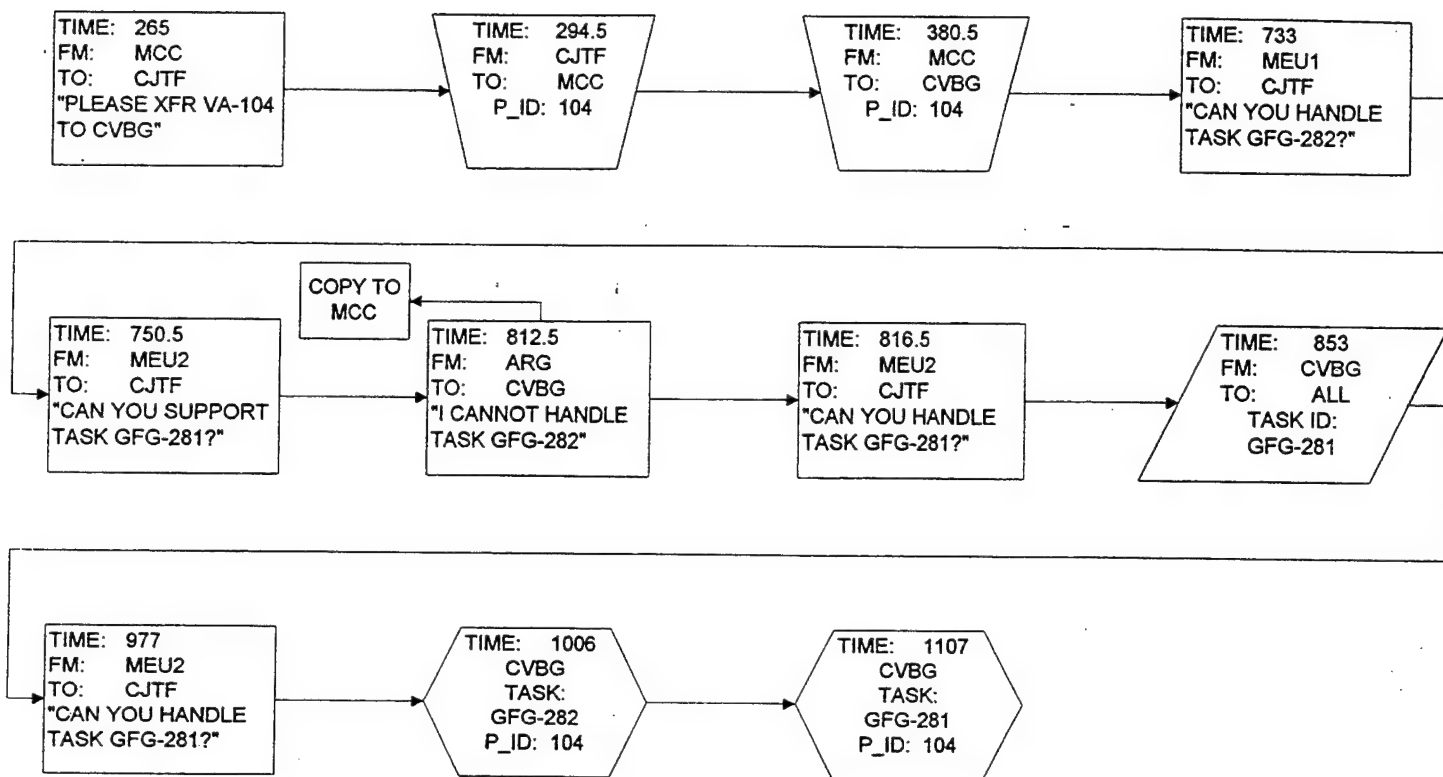 TIME: 265
FM: MCC
TO: CJTF
"PLEASE XFR VA-104
TO CVBG"
TIME: 294.5
FM: CJTF
TO: MCC
P_ID: 104
TIME: 380.5
FM: MCC
TO: CVBG
P_ID: 104
TIME: 733
FM: MEU1
TO: CJTF
"CAN YOU HANDLE
TASK GFG-282?"
TIME: 750.5
FM: MEU2
TO: CJTF
"CAN YOU SUPPORT
TASK GFG-281?"
COPY TO
MCC
TIME: 812.5
FM: ARG
TO: CVBG
"I CANNOT HANDLE
TASK GFG-282"
TIME: 816.5
FM: MEU2
TO: CJTF
"CAN YOU HANDLE
TASK GFG-281?"
TIME: 853
FM: CVBG
TO: ALL
TASK ID:
GFG-281
TIME: 977
FM: MEU2
TO: CJTF
"CAN YOU HANDLE
TASK GFG-281?"
TIME: 1006
CVBG
TASK:
GFG-282
P_ID: 104
TIME: 1107
CVBG
TASK:
GFG-281
P_ID: 104